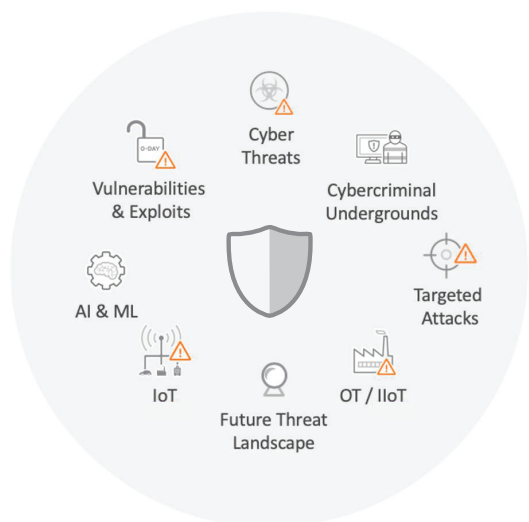 Cyber
Threats
0-DAY
Vulnerabilities
& Exploits
Cybercriminal
Undergrounds
AI & ML
Targeted
Attacks
IoT
OT / IIoT
Future Threat
Landscape